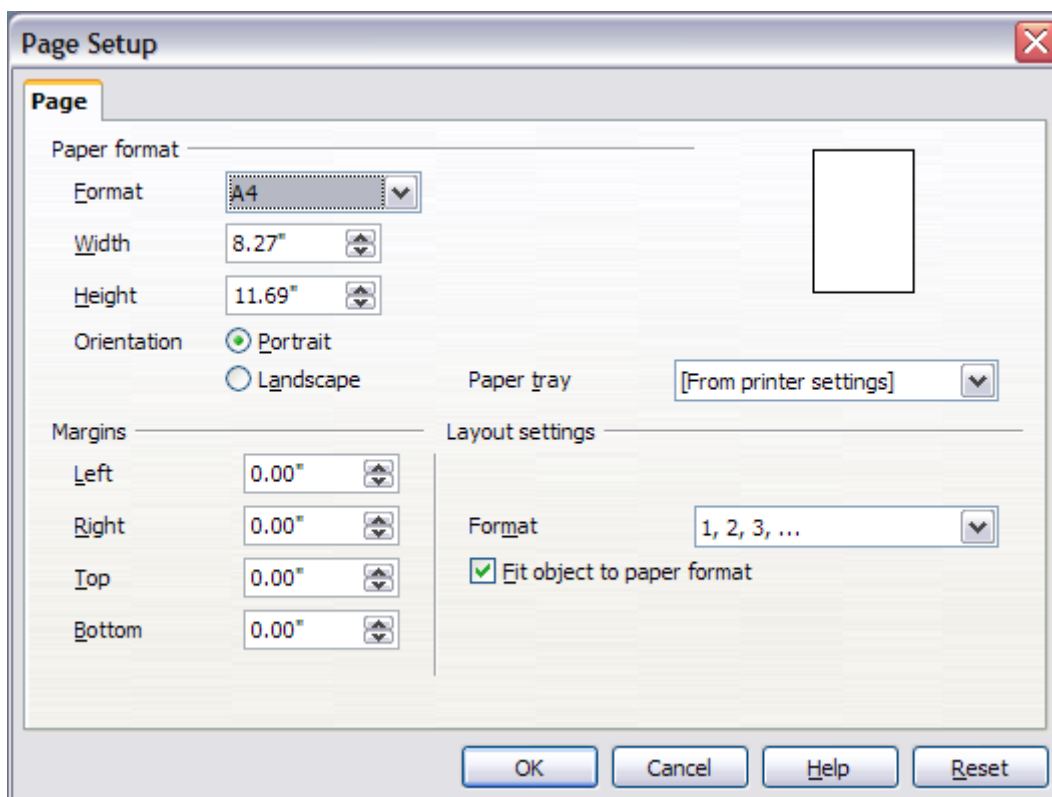 Page Setup
Page
Paper format
Format A4
Width 8.27"
Height 11.69"
Orientation Portrait
Landscape Paper tray [From printer settings]
Margins Layout settings
Left 0.00"
Right 0.00" Format 1, 2, 3, ...
Top 0.00" Fit object to paper format
Bottom 0.00"
OK Cancel Help Reset